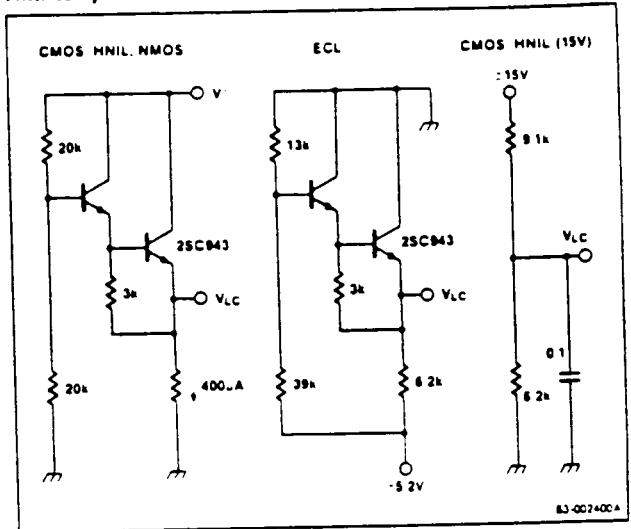 CMOS HNIL. NMOS
V
20k
2SC943
3k
VLC
20k
400µA
ECL
13k
2SC943
3k
VLC
39k
6.2k
-5.2V
CMOS HNIL (15V)
15V
9.1k
VLC
0.1
6.2k
83-002400A